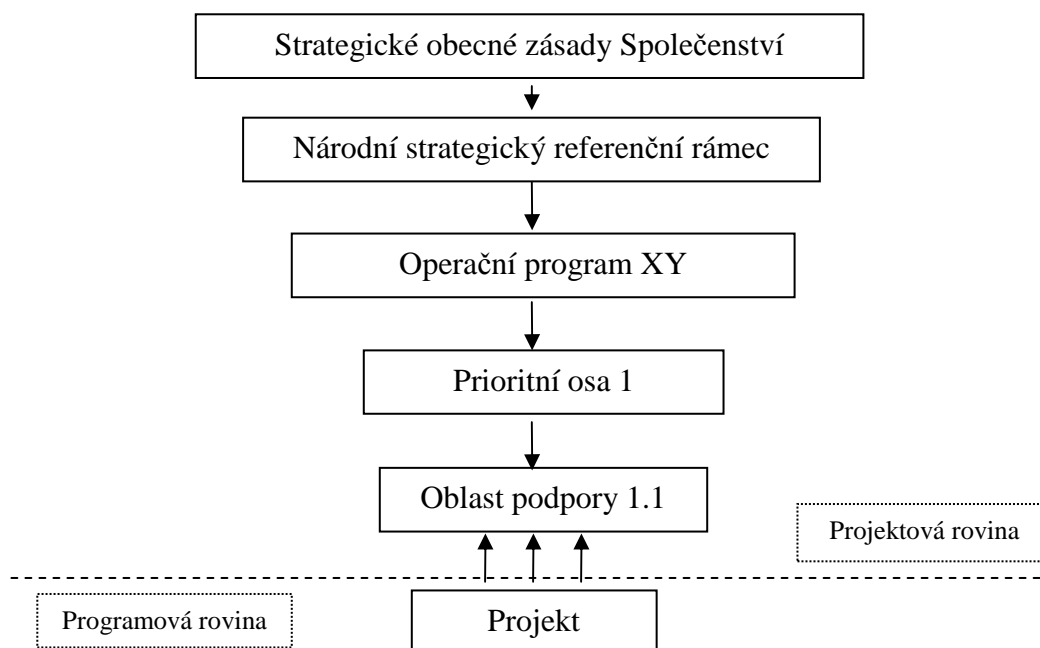 Strategické obecné zásady Společenství
Národní strategický referenční rámec
Operační program XY
Prioritní osa 1
Oblast podpory 1.1
Projektová rovina
Programová rovina
Projekt